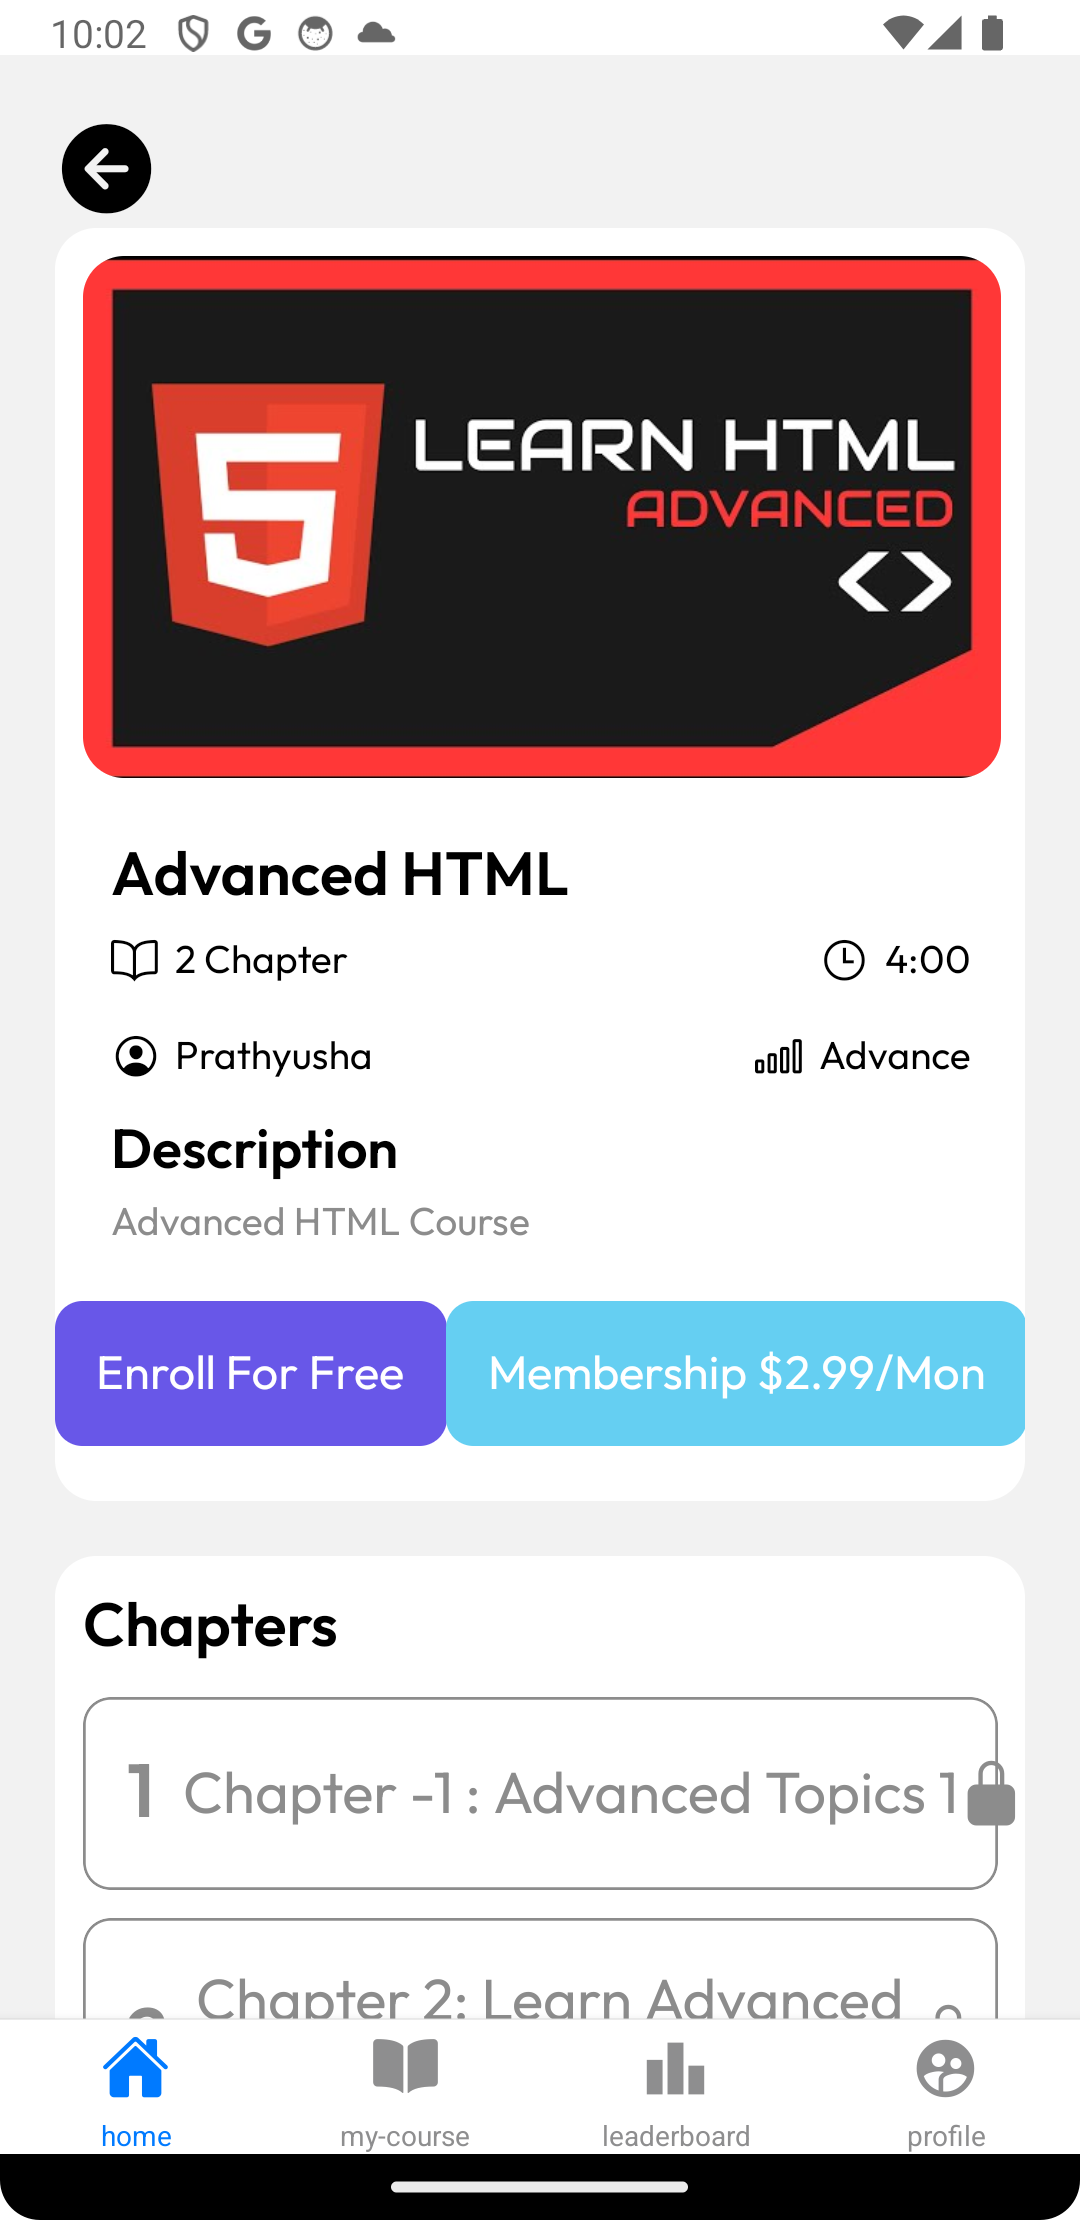 10:02
LEARN HTML
ADVANCED
<>
Advanced HTML
2 Chapter
4:00
Prathyusha
Advance
Description
Advanced HTML Course
Enroll For Free
Membership $2.99/Mon
Chapters
1 Chapter -1 : Advanced Topics 1
Chapter 2: Learn Advanced
home
my-course
leaderboard
profile